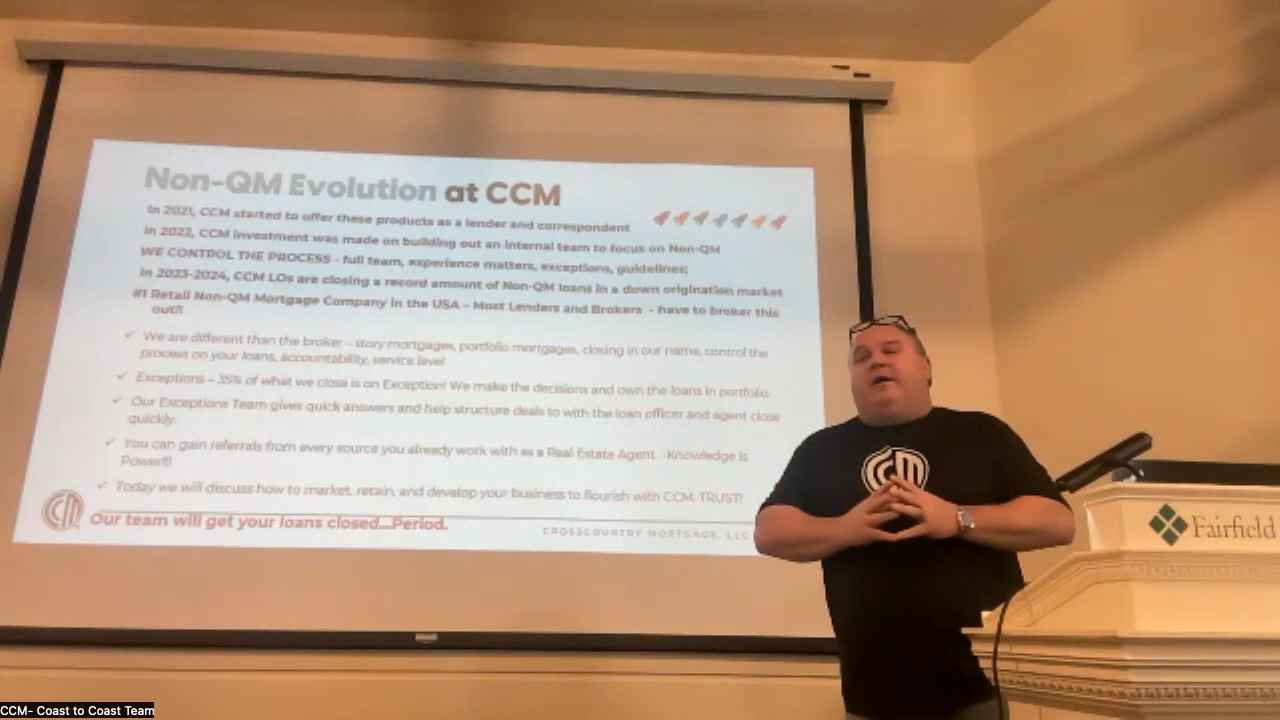 Non-QM Evolution at CCM
In 2021, CCM started to offer these products as a lender and correspondent
In 2022, CCM investment was made on building out an internal team to focus on Non-QM
WE CONTROL THE PROCESS - full team, experience matters, exceptions, guidelines;
In 2023-2024, CCM LOs are closing a record amount of Non-QM loans in a down origination market
#1 Retail Non-QM Mortgage Company in the USA – Most Lenders and Brokers - have to broker this
out!!
✓ We are different than the broker – story mortgages, portfolio mortgages, closing in our name, control the
process on your loans, accountability, service level
✓ Exceptions – 35% of what we close is on Exception! We make the decisions and own the loans in portfolio.
✓ Our Exceptions Team gives quick answers and help structure deals to with the loan officer and agent close
quickly.
✓ You can gain referrals from every source you already work with as a Real Estate Agent -Knowledge is
Power!!!
✓ Today we will discuss how to market, retain, and develop your business to flourish with CCM. TRUST!
Our team will get your loans closed...Period.
CROSSCOUNTRY MORTGAGE, LLC
CCM
Fairfield
CCM- Coast to Coast Team